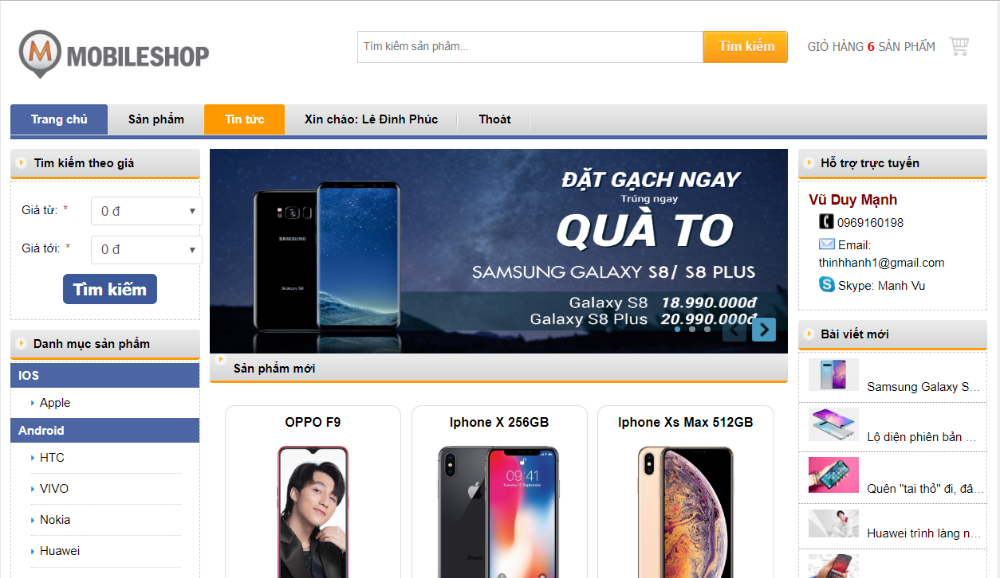 MOBILESHOP
Tìm kiếm sản phẩm...
Tìm kiếm
GIỎ HÀNG 6 SẢN PHẨM
Trang chủ
Sản phẩm
Tin tức
Xin chào: Lê Đình Phúc
Thoát
Tìm kiếm theo giá
Giá từ: *
0 đ
Giá tới: *
0 đ
Tìm kiếm
Danh mục sản phẩm
IOS
Apple
Android
HTC
VIVO
Nokia
Huawei
ĐẶT GẠCH NGAY
Trúng ngay
QUÀ TO
SAMSUNG GALAXY S8/ S8 PLUS
Galaxy S8 18.990.000đ
Galaxy S8 Plus 20.990.000đ
SAMSUNG
Galaxy S8
Sản phẩm mới
OPPO F9
Iphone X 256GB
09:41
Iphone Xs Max 512GB
Hỗ trợ trực tuyến
Vũ Duy Mạnh
0969160198
Email:
thinhhanh1@gmail.com
Skype: Manh Vu
Bài viết mới
Samsung Galaxy S...
Lộ diện phiên bản ...
Quên "tai thỏ" đi, đâ...
Huawei trình làng n...